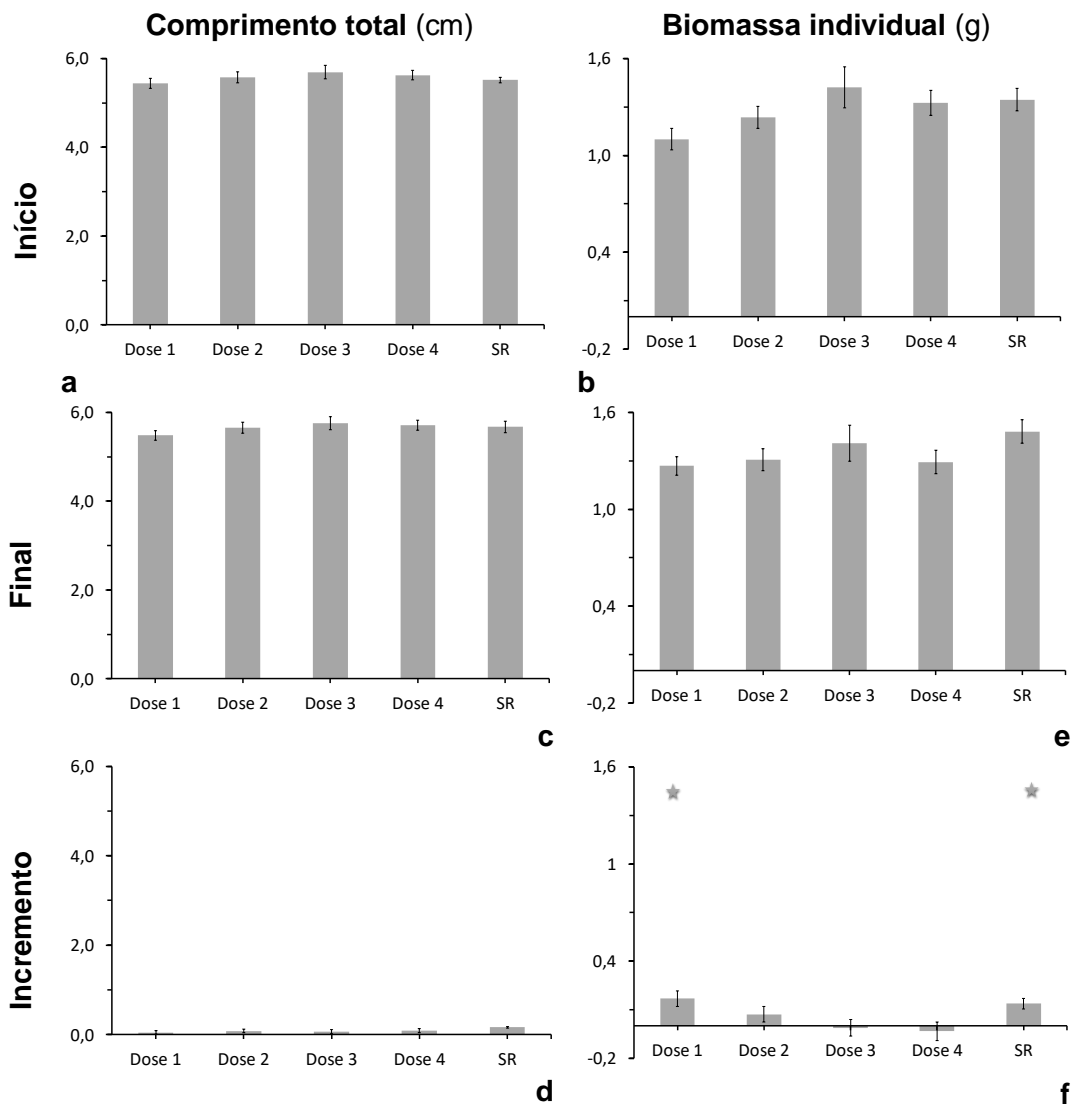 Comprimento total (cm)
Biomassa individual (g)
Início
6,0
4,0
2,0
0,0
Dose 1 Dose 2 Dose 3 Dose 4 SR
a
1,6
1,0
0,4
-0,2
Dose 1 Dose 2 Dose 3 Dose 4 SR
b
Final
6,0
4,0
2,0
0,0
Dose 1 Dose 2 Dose 3 Dose 4 SR
c
1,6
1,0
0,4
-0,2
Dose 1 Dose 2 Dose 3 Dose 4 SR
e
Incremento
6,0
4,0
2,0
0,0
Dose 1 Dose 2 Dose 3 Dose 4 SR
d
1,6
1
0,4
-0,2
Dose 1 Dose 2 Dose 3 Dose 4 SR
f